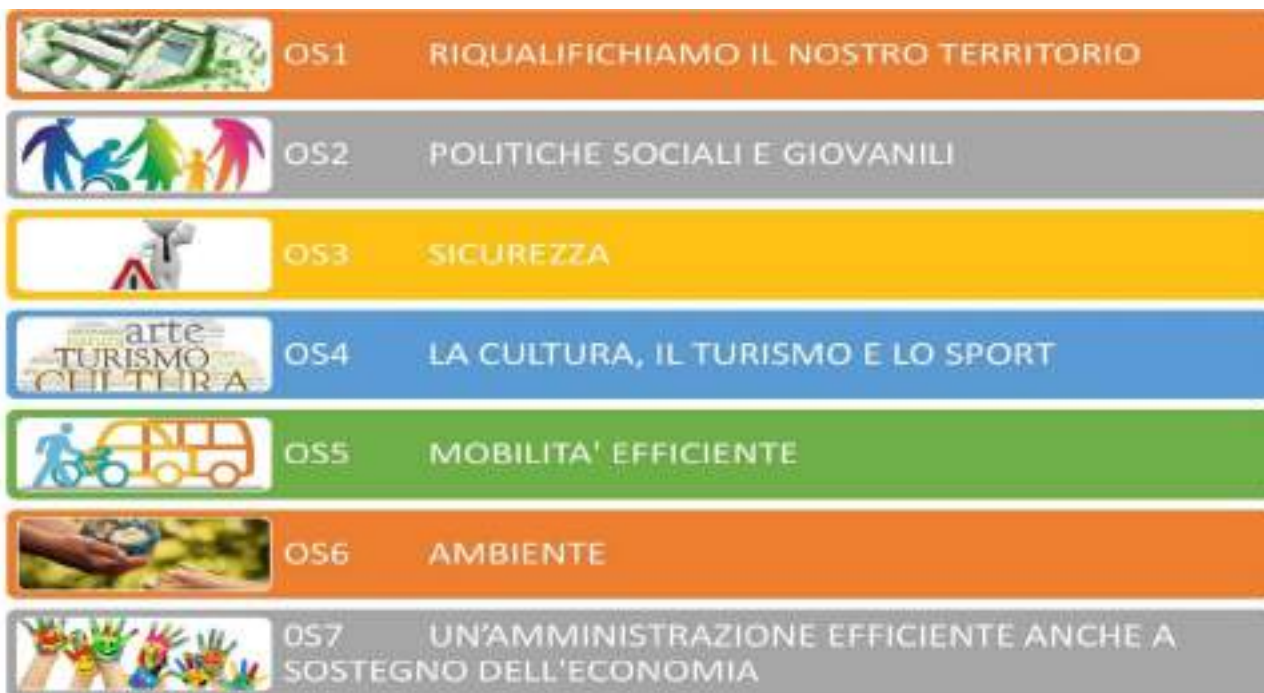 OS1 RIQUALIFICHIAMO IL NOSTRO TERRITORIO
OS2 POLITICHE SOCIALI E GIOVANILI
OS3 SICUREZZA
arte
TURISMO
CULTURA
OS4 LA CULTURA, IL TURISMO E LO SPORT
OS5 MOBILITA' EFFICIENTE
OS6 AMBIENTE
0S7 UN'AMMINISTRAZIONE EFFICIENTE ANCHE A
SOSTEGNO DELL'ECONOMIA